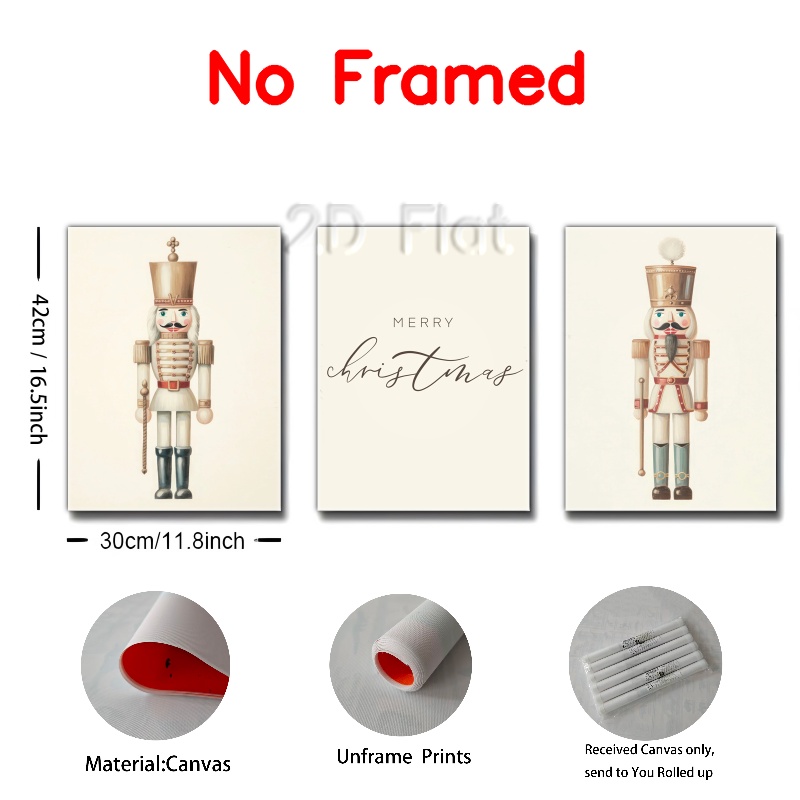 No Framed
2D Flat
MERRY
christmas
42cm / 16.5inch
30cm/11.8inch
Material:Canvas
Unframe Prints
Received Canvas only,
send to You Rolled up